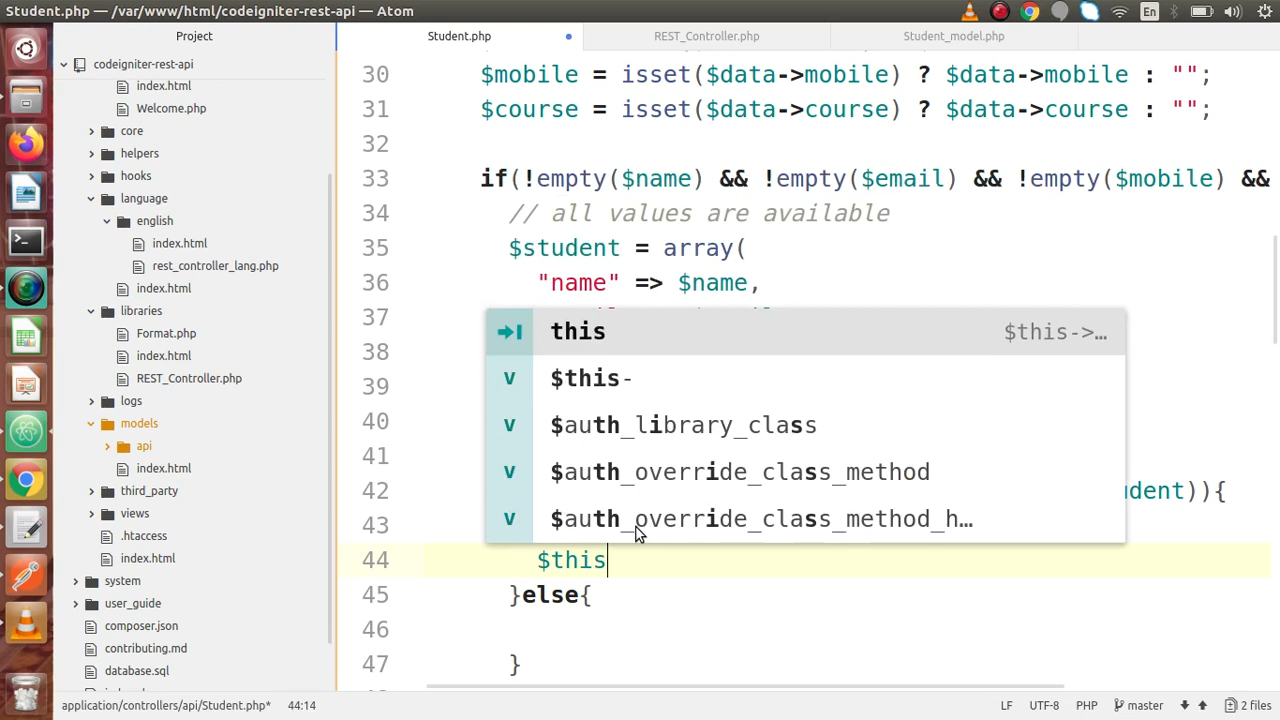 Student.php — /var/www/html/codeigniter-rest-api — Atom
En
Project
Student.php
REST_Controller.php
Student_model.php
codeigniter-rest-api
index.html
Welcome.php
core
helpers
hooks
language
english
index.html
rest_controller_lang.php
index.html
libraries
Format.php
index.html
REST_Controller.php
logs
models
api
index.html
third_party
views
.htaccess
index.html
system
user_guide
composer.json
contributing.md
database.sql
30 $mobile = isset($data->mobile) ? $data->mobile : "";
31 $course = isset($data->course) ? $data->course : "";
32
33 if(!empty($name) && !empty($email) && !empty($mobile) &&
34 // all values are available
35 $student = array(
36 "name" => $name,
37
38
39
40
41
42 udent)){
43
44 $this
45 }else{
46
47 }
this $this->…
v $this-
v $auth_library_class
v $auth_override_class_method
v $auth_override_class_method_h…
application/controllers/api/Student.php* 44:14
LF UTF-8 PHP master 2 files